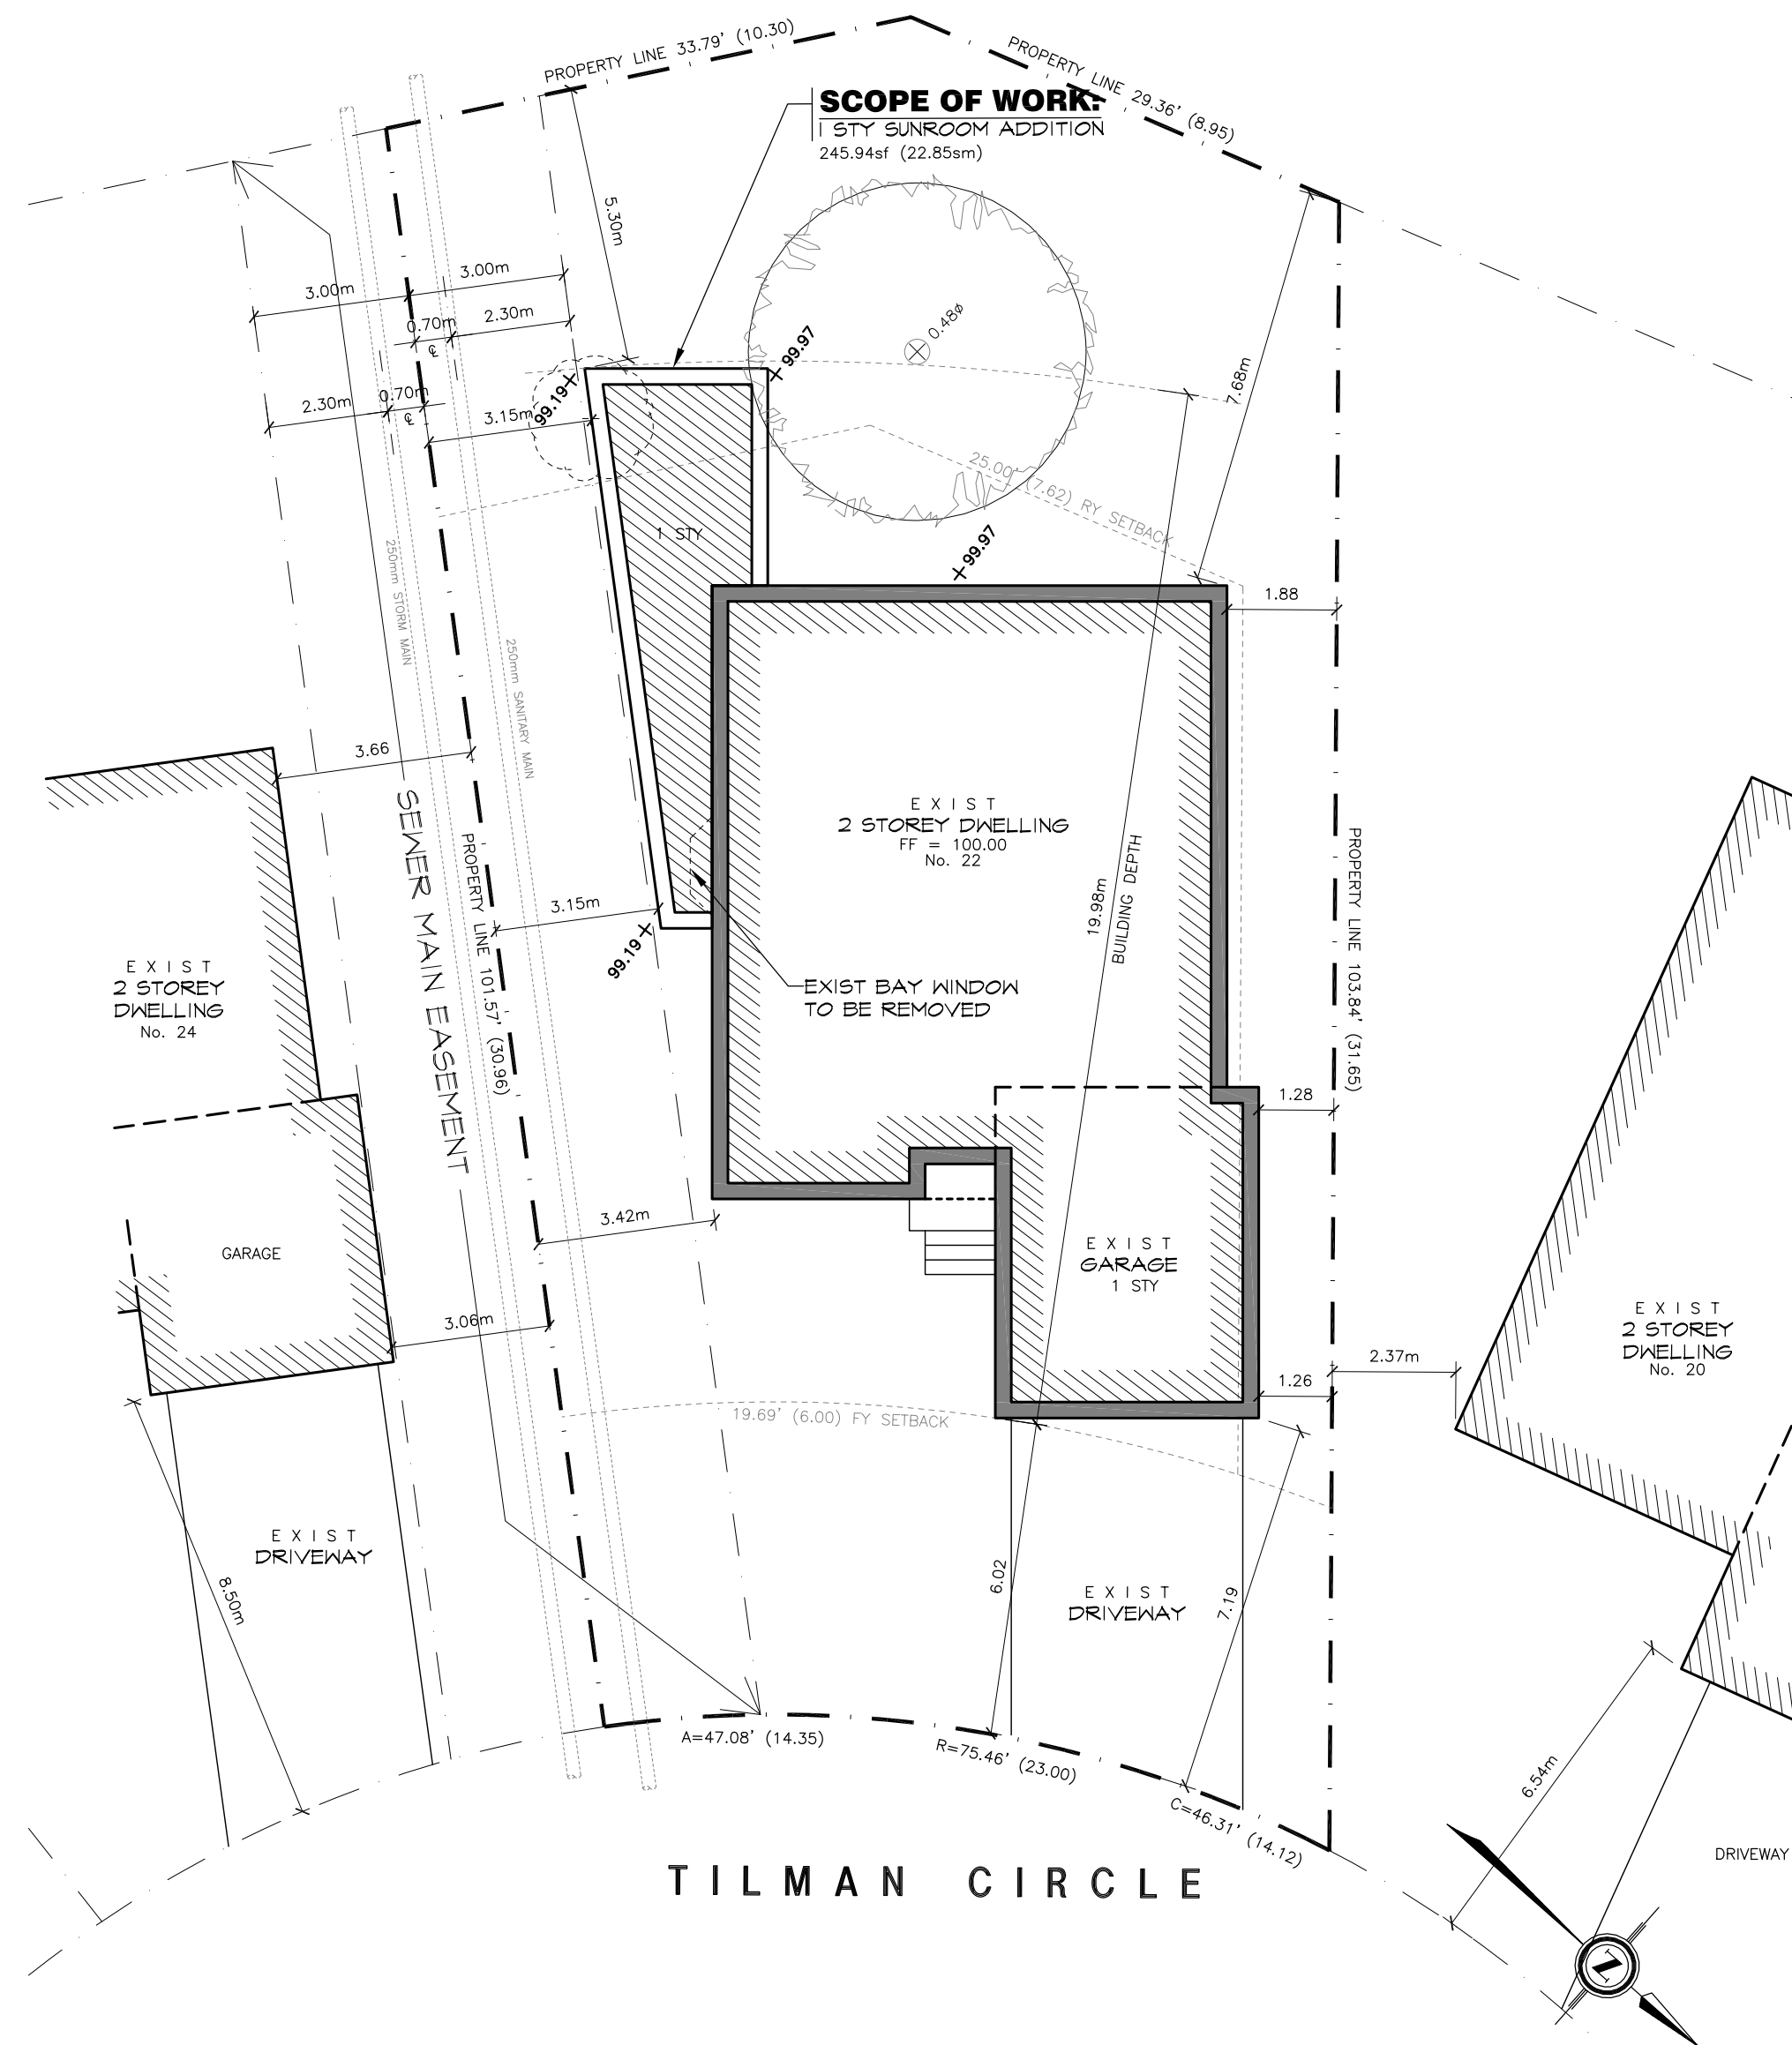 PROPERTY LINE 33.79' (10.30)
PROPERTY LINE 29.36' (8.95)
SCOPE OF WORK:
1 STY SUNROOM ADDITION
245.94sf (22.85sm)
5.30m
3.00m
3.00m
0.70m
2.30m
℄
0.48ø
99.97
99.19
7.68m
2.30m
0.70m
℄
3.15m
25.00' (7.62) RY SETBACK
1 STY
99.97
250mm STORM MAIN
250mm SANITARY MAIN
1.88
3.66
SEWER MAIN EASEMENT
PROPERTY LINE 101.57' (30.96)
EXIST
2 STOREY DWELLING
FF = 100.00
No. 22
19.98m
BUILDING DEPTH
PROPERTY LINE 103.84' (31.65)
3.15m
99.19
EXIST BAY WINDOW
TO BE REMOVED
EXIST
2 STOREY
DWELLING
No. 24
1.28
3.42m
GARAGE
EXIST
GARAGE
1 STY
3.06m
EXIST
2 STOREY
DWELLING
No. 20
2.37m
1.26
19.69' (6.00) FY SETBACK
EXIST
DRIVEWAY
8.50m
6.02
EXIST
DRIVEWAY
7.19
A=47.08' (14.35)
R=75.46' (23.00)
C=46.31' (14.12)
6.54m
DRIVEWAY
TILMAN CIRCLE
N